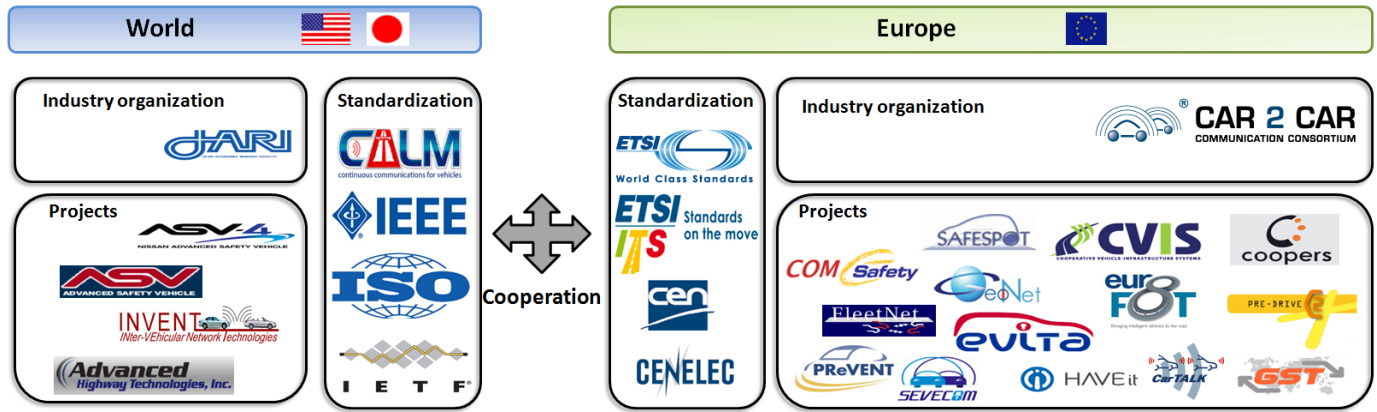 World
Europe
Industry organization
JARI
JAPAN AUTOMOBILE RESEARCH INSTITUTE
Standardization
CALM
continuous communications for vehicles
IEEE
ISO
IETF®
Projects
ASV-4
NISSAN ADVANCED SAFETY VEHICLE
ASV
ADVANCED SAFETY VEHICLE
INVENT
INter-VEhicular Network Technologies
Advanced
Highway Technologies, Inc.
Cooperation
Standardization
ETSI
World Class Standards
ETSI
ITS
Standards
on the move
cen
CENELEC
Industry organization
CAR 2 CAR
COMMUNICATION CONSORTIUM
®
Projects
SAFESPOT
CVIS
COOPERATIVE VEHICLE-INFRASTRUCTURE SYSTEMS
coopers
COM Safety
GeoNet
euro
FOT
Bringing intelligent vehicles to the road
PRE-DRIVE C2X
FleetNet
eVITA
PReVENT
SEVECOM
HAVEit
CarTALK
GST